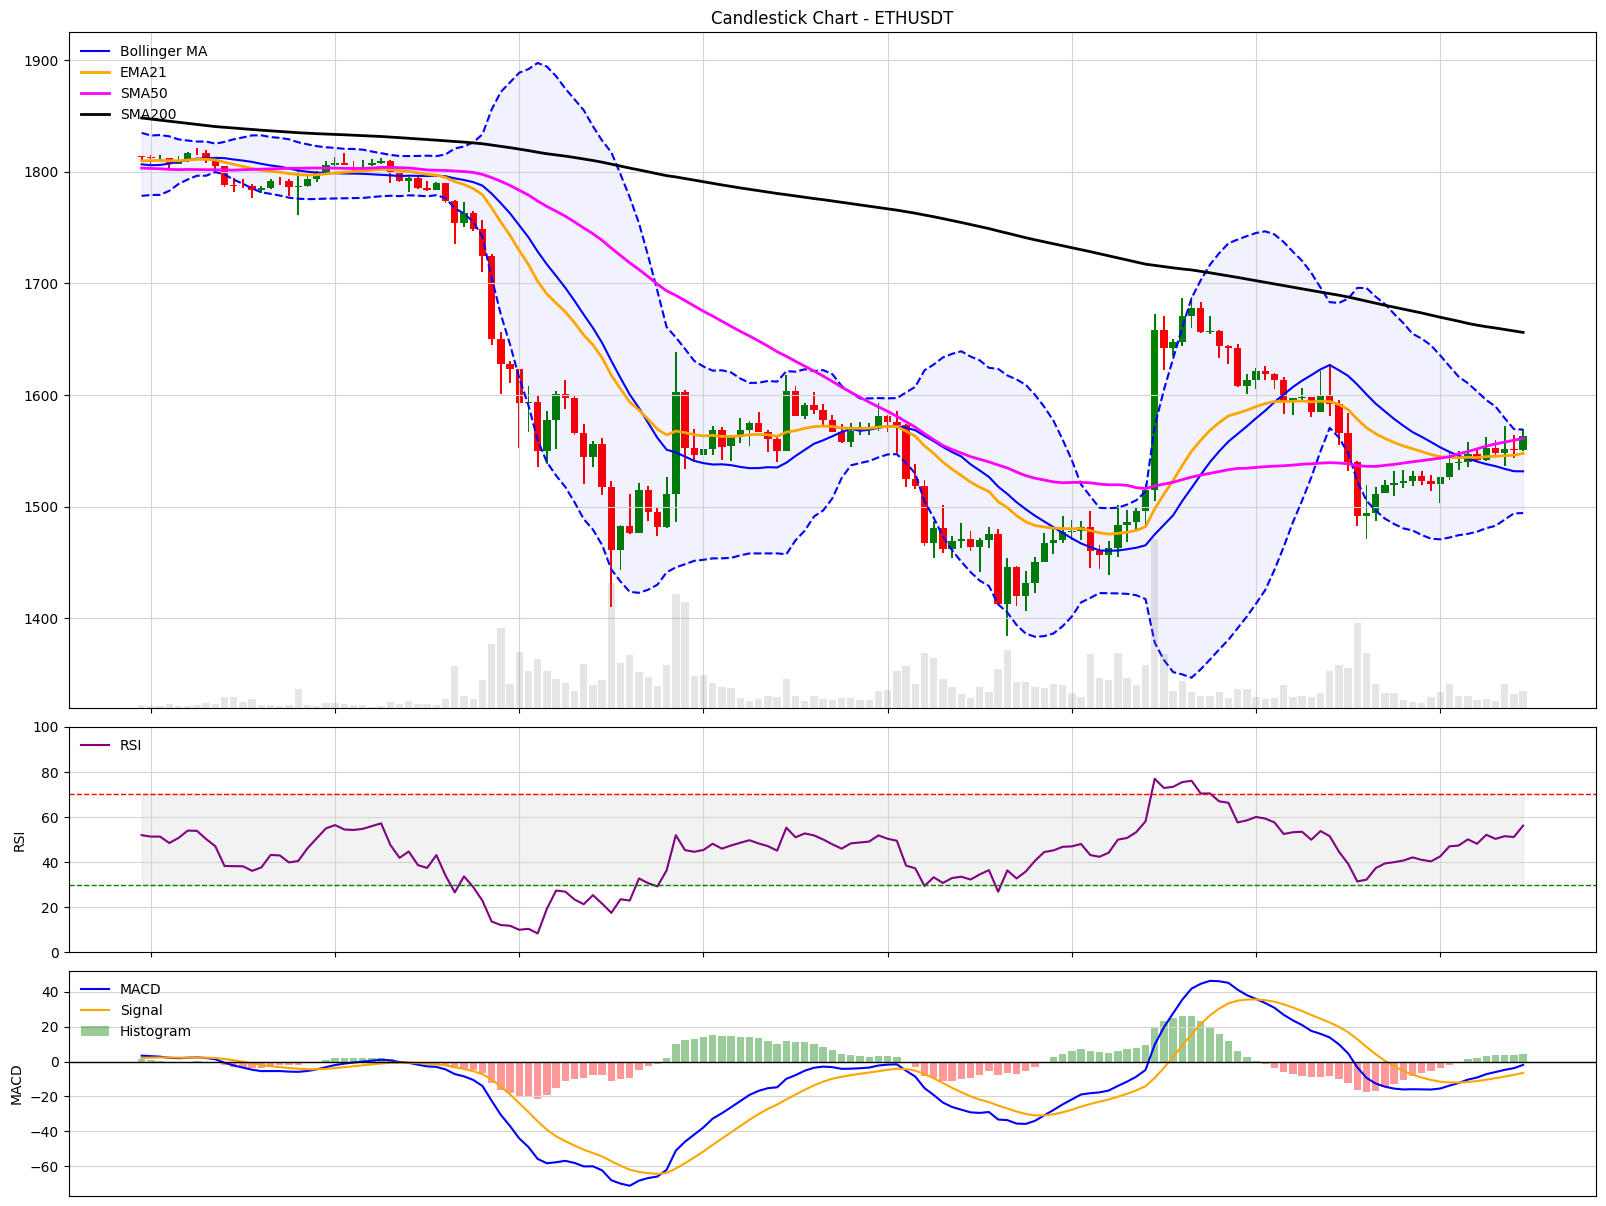 Candlestick Chart - ETHUSDT
Bollinger MA
EMA21
SMA50
SMA200
1900
1800
1700
1600
1500
1400
RSI
100
80
60
40
20
0
RSI
MACD
Signal
Histogram
40
20
0
−20
−40
−60
MACD